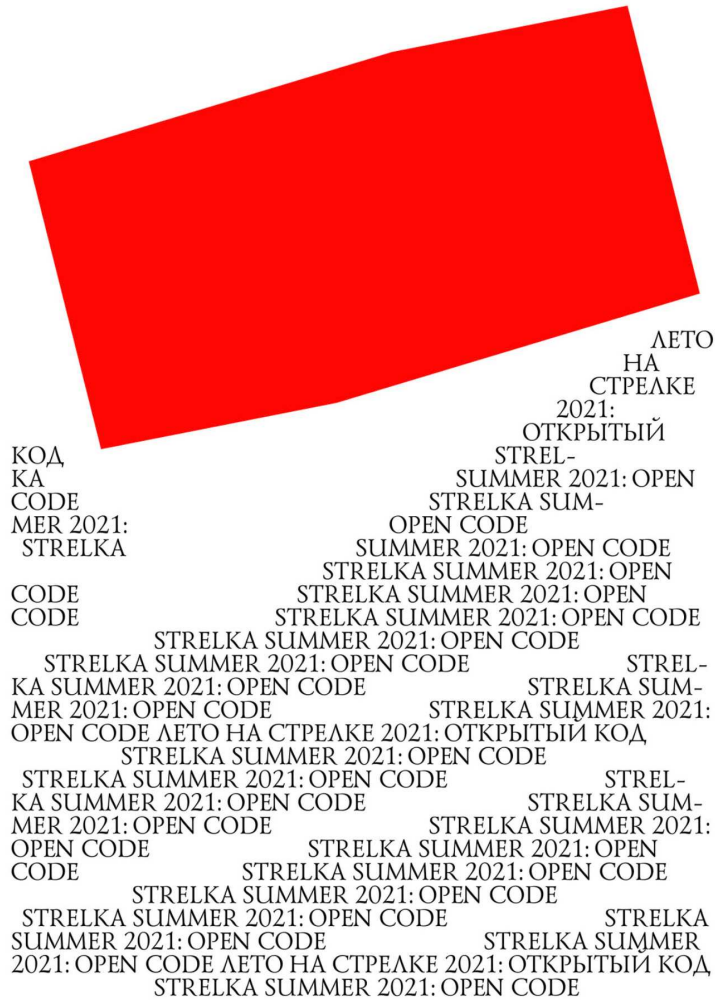 ЛЕТО
НА
СТРЕЛКЕ
2021:
ОТКРЫТЫЙ
КОД STREL-
KA SUMMER 2021: OPEN
CODE STRELKA SUM-
MER 2021: OPEN CODE
STRELKA SUMMER 2021: OPEN CODE
STRELKA SUMMER 2021: OPEN
CODE STRELKA SUMMER 2021: OPEN
CODE STRELKA SUMMER 2021: OPEN CODE
STRELKA SUMMER 2021: OPEN CODE
STRELKA SUMMER 2021: OPEN CODE STREL-
KA SUMMER 2021: OPEN CODE STRELKA SUM-
MER 2021: OPEN CODE STRELKA SUMMER 2021:
OPEN CODE ЛЕТО НА СТРЕЛКЕ 2021: ОТКРЫТЫЙ КОД
STRELKA SUMMER 2021: OPEN CODE
STRELKA SUMMER 2021: OPEN CODE STREL-
KA SUMMER 2021: OPEN CODE STRELKA SUM-
MER 2021: OPEN CODE STRELKA SUMMER 2021:
OPEN CODE STRELKA SUMMER 2021: OPEN
CODE STRELKA SUMMER 2021: OPEN CODE
STRELKA SUMMER 2021: OPEN CODE
STRELKA SUMMER 2021: OPEN CODE STRELKA
SUMMER 2021: OPEN CODE STRELKA SUMMER
2021: OPEN CODE ЛЕТО НА СТРЕЛКЕ 2021: ОТКРЫТЫЙ КОД
STRELKA SUMMER 2021: OPEN CODE